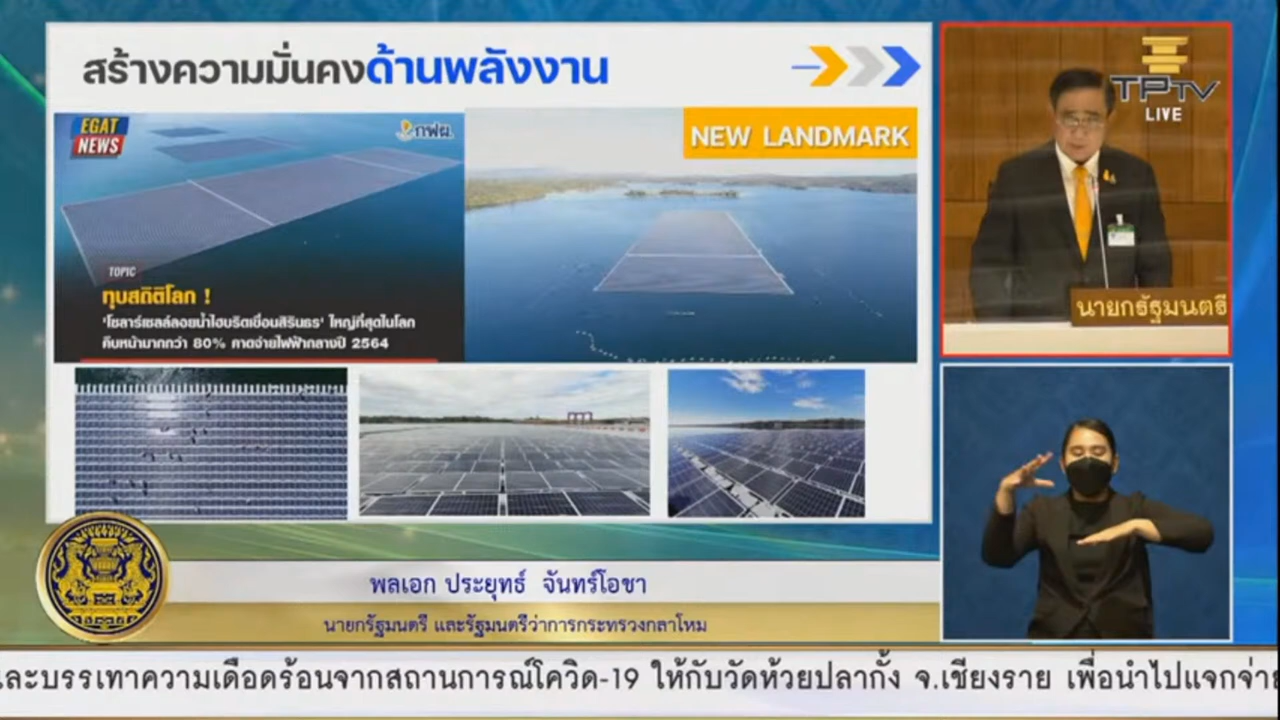 สร้างความมั่นคงด้านพลังงาน
EGAT
NEWS
กฟผ.
NEW LANDMARK
TOPIC
ทุบสถิติโลก !
'โซลาร์เซลล์ลอยน้ำไฮบริดเขื่อนสิรินธร' ใหญ่ที่สุดในโลก
คืบหน้ามากกว่า 80% คาดจ่ายไฟฟ้ากลางปี 2564
TPTV
LIVE
นายกรัฐมนตรี
พลเอก ประยุทธ์ จันทร์โอชา
นายกรัฐมนตรี และรัฐมนตรีว่าการกระทรวงกลาโหม
และบรรเทาความเดือดร้อนจากสถานการณ์โควิด-19 ให้กับวัดห้วยปลากั้ง จ.เชียงราย เพื่อนำไปแจกจ่าย